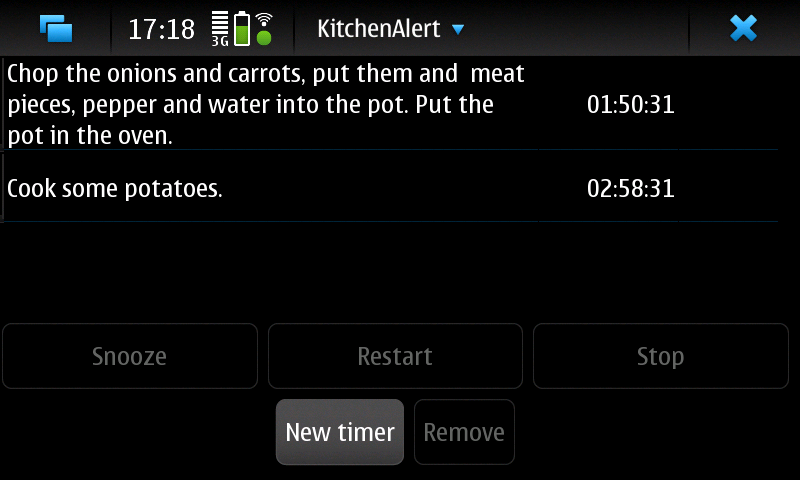 17:18 3G KitchenAlert
Chop the onions and carrots, put them and  meat
pieces, pepper and water into the pot. Put the
pot in the oven.
01:50:31
Cook some potatoes.
02:58:31
Snooze Restart Stop
New timer Remove